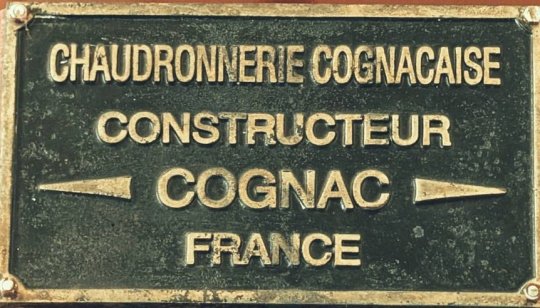 CHAUDRONNERIE COGNACAISE
CONSTRUCTEUR
COGNAC
FRANCE